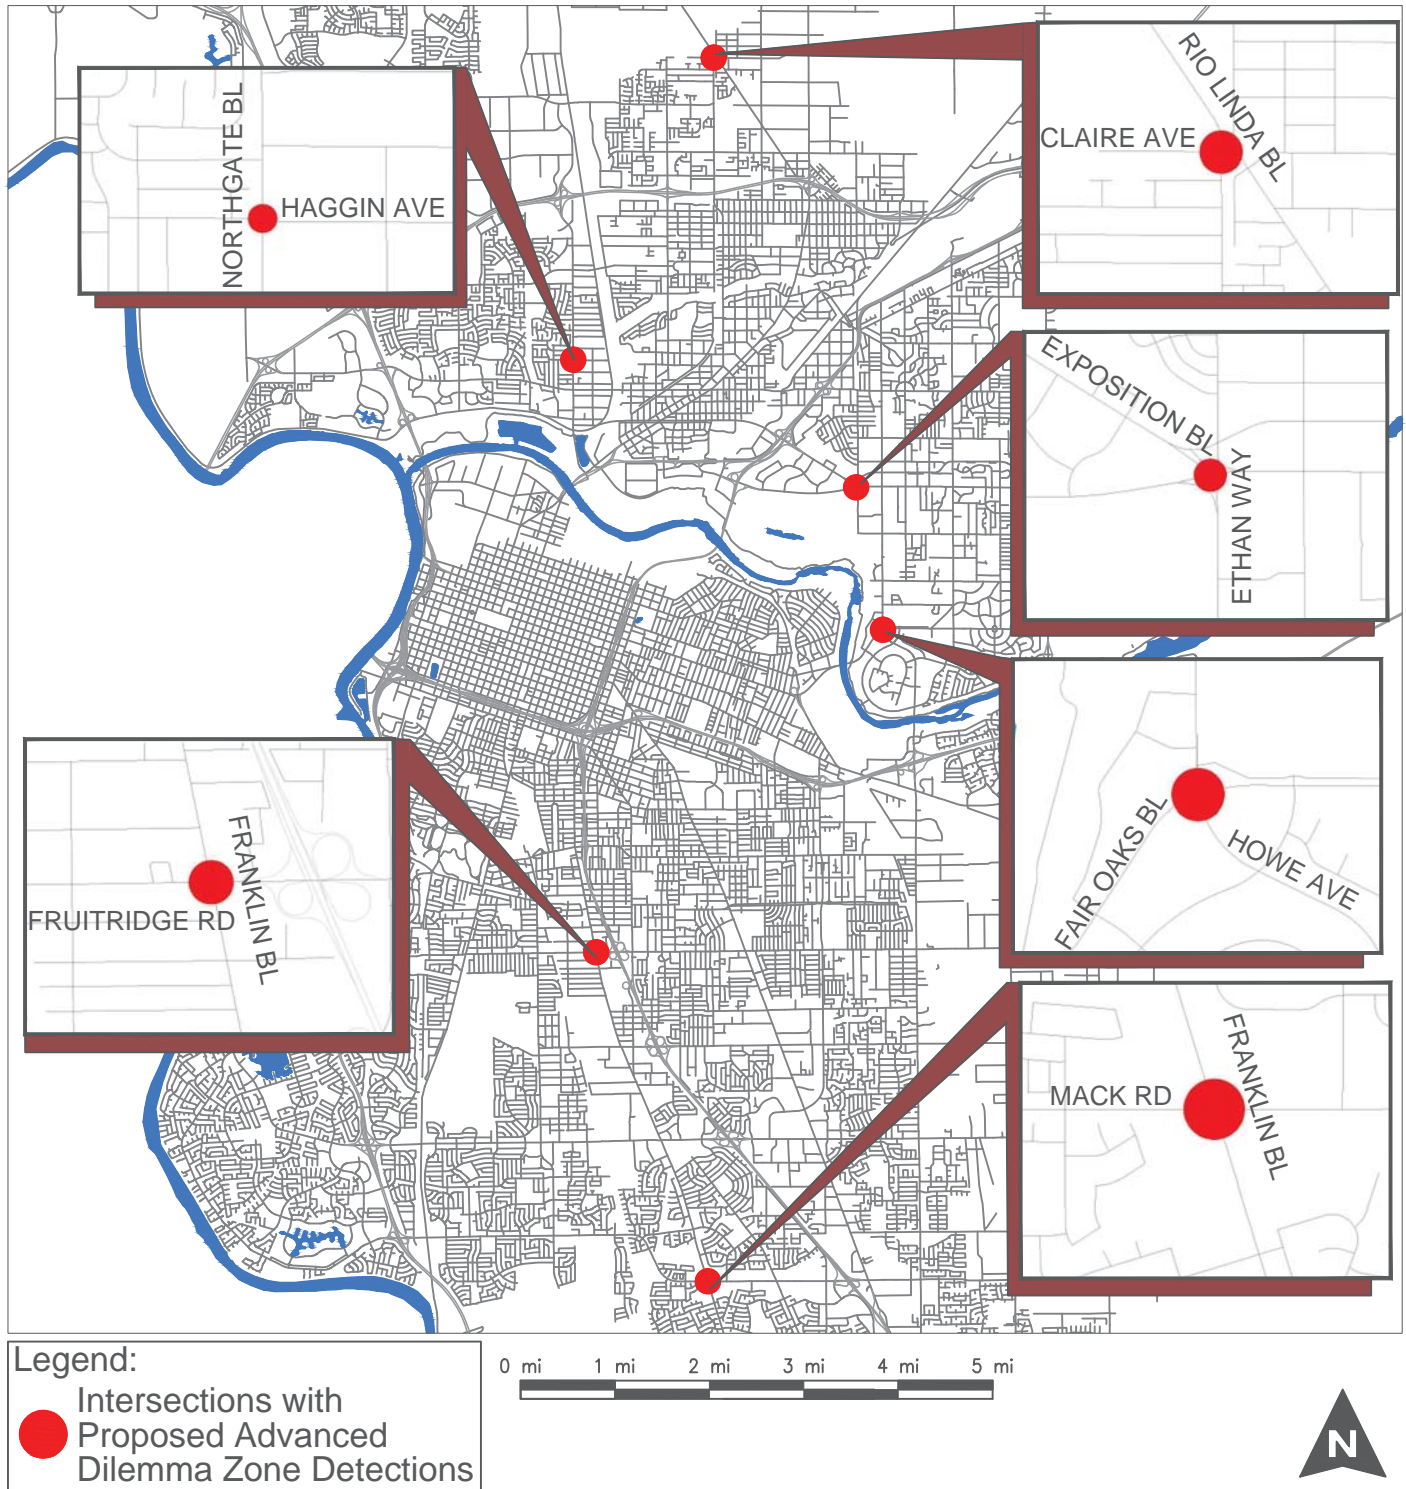 NORTHGATE BL
HAGGIN AVE
RIO LINDA BL
CLAIRE AVE
EXPOSITION BL
ETHAN WAY
FAIR OAKS BL
HOWE AVE
FRANKLIN BL
FRUITRIDGE RD
FRANKLIN BL
MACK RD
Legend:
Intersections with
Proposed Advanced
Dilemma Zone Detections
0 mi 1 mi 2 mi 3 mi 4 mi 5 mi
N